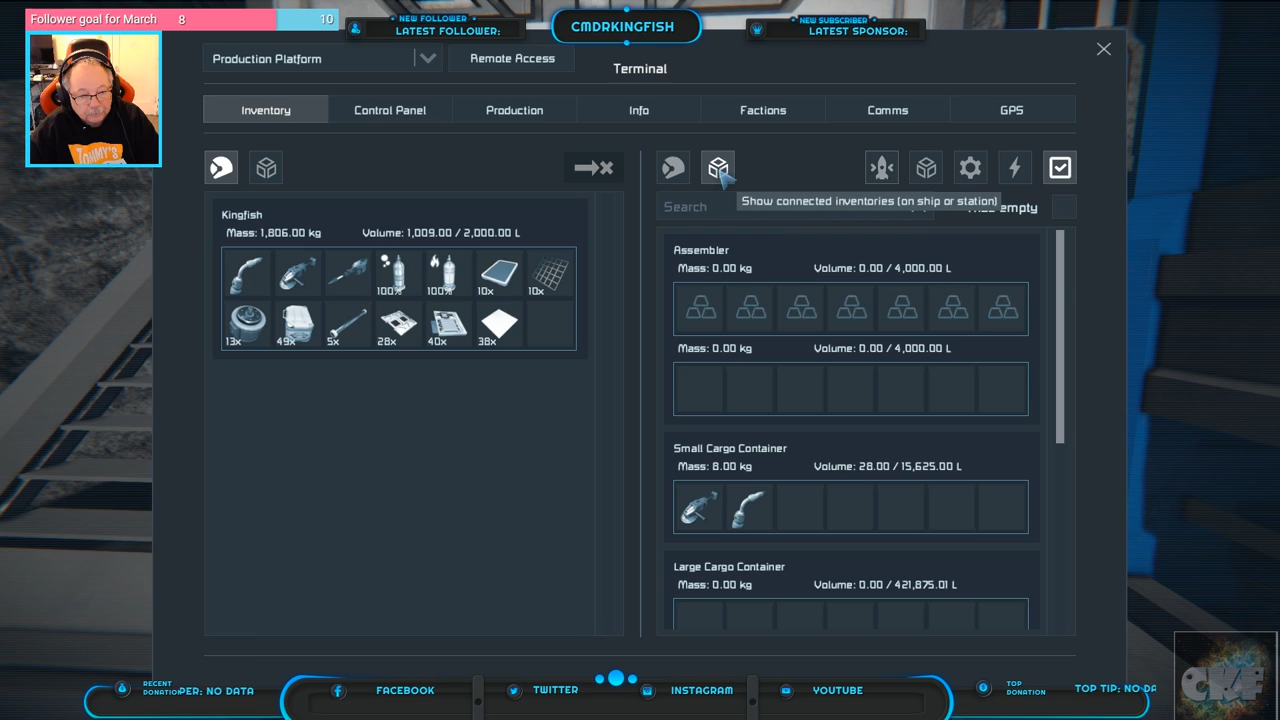 Follower goal for March 8 10
NEW FOLLOWER
LATEST FOLLOWER:
CMDRKINGFISH
NEW SUBSCRIBER
LATEST SPONSOR:
Production Platform
Remote Access
Terminal
Inventory
Control Panel
Production
Info
Factions
Comms
GPS
Kingfish
Mass: 1,806.00 kg Volume: 1,009.00 / 2,000.00 L
100% 100% 10x 10x
13x 49x 5x 28x 40x 38x
Show connected inventories (on ship or station)
Search
empty
Assembler
Mass: 0.00 kg Volume: 0.00 / 4,000.00 L
Mass: 0.00 kg Volume: 0.00 / 4,000.00 L
Small Cargo Container
Mass: 8.00 kg Volume: 28.00 / 15,625.00 L
Large Cargo Container
Mass: 0.00 kg Volume: 0.00 / 421,875.01 L
TOMMY'S
RECENT
DONATION
PER: NO DATA
FACEBOOK
TWITTER
INSTAGRAM
YOUTUBE
TOP
DONATION
TOP TIP: NO DA
CKF